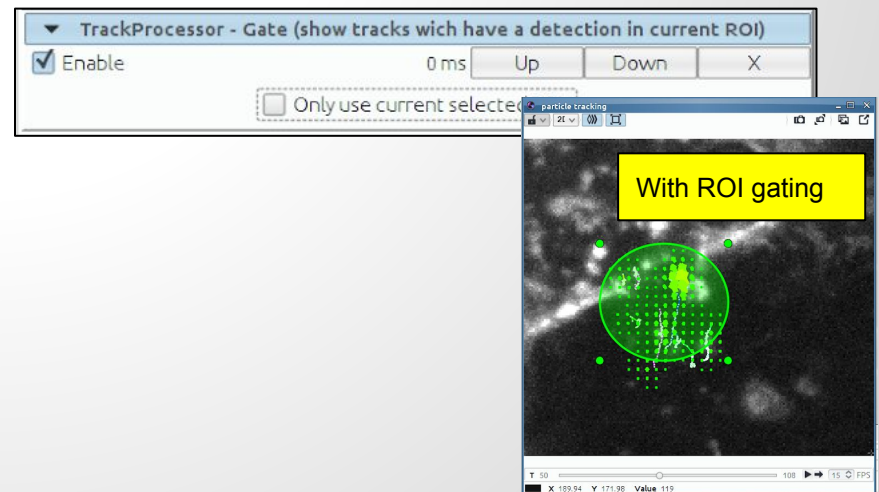 TrackProcessor - Gate (show tracks wich have a detection in current ROI)
Enable 0 ms Up Down X
Only use current selected
particle tracking
With ROI gating
T 50 108 15 FPS
X 189.94 Y 171.98 Value 119